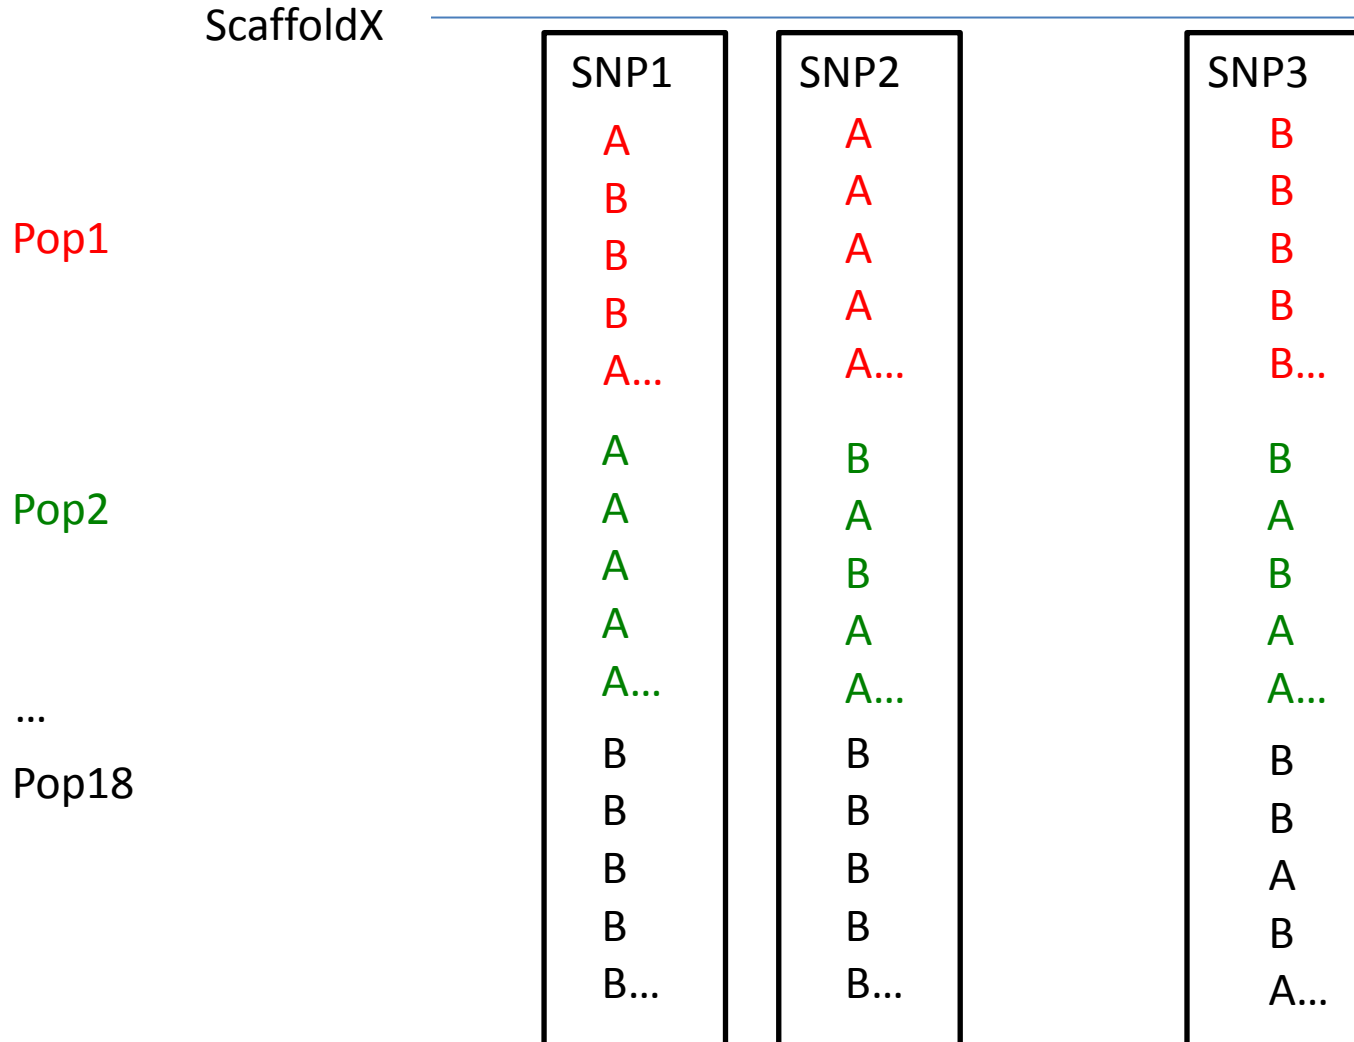 ScaffoldX
SNP1 SNP2 SNP3
A A B
B A B
Pop1
B A B
B A B
A... A... B...
A B B
Pop2
A A A
A B B
A A A
A... A... A...
...
B B B
Pop18
B B B
B B A
B B B
B... B... A...